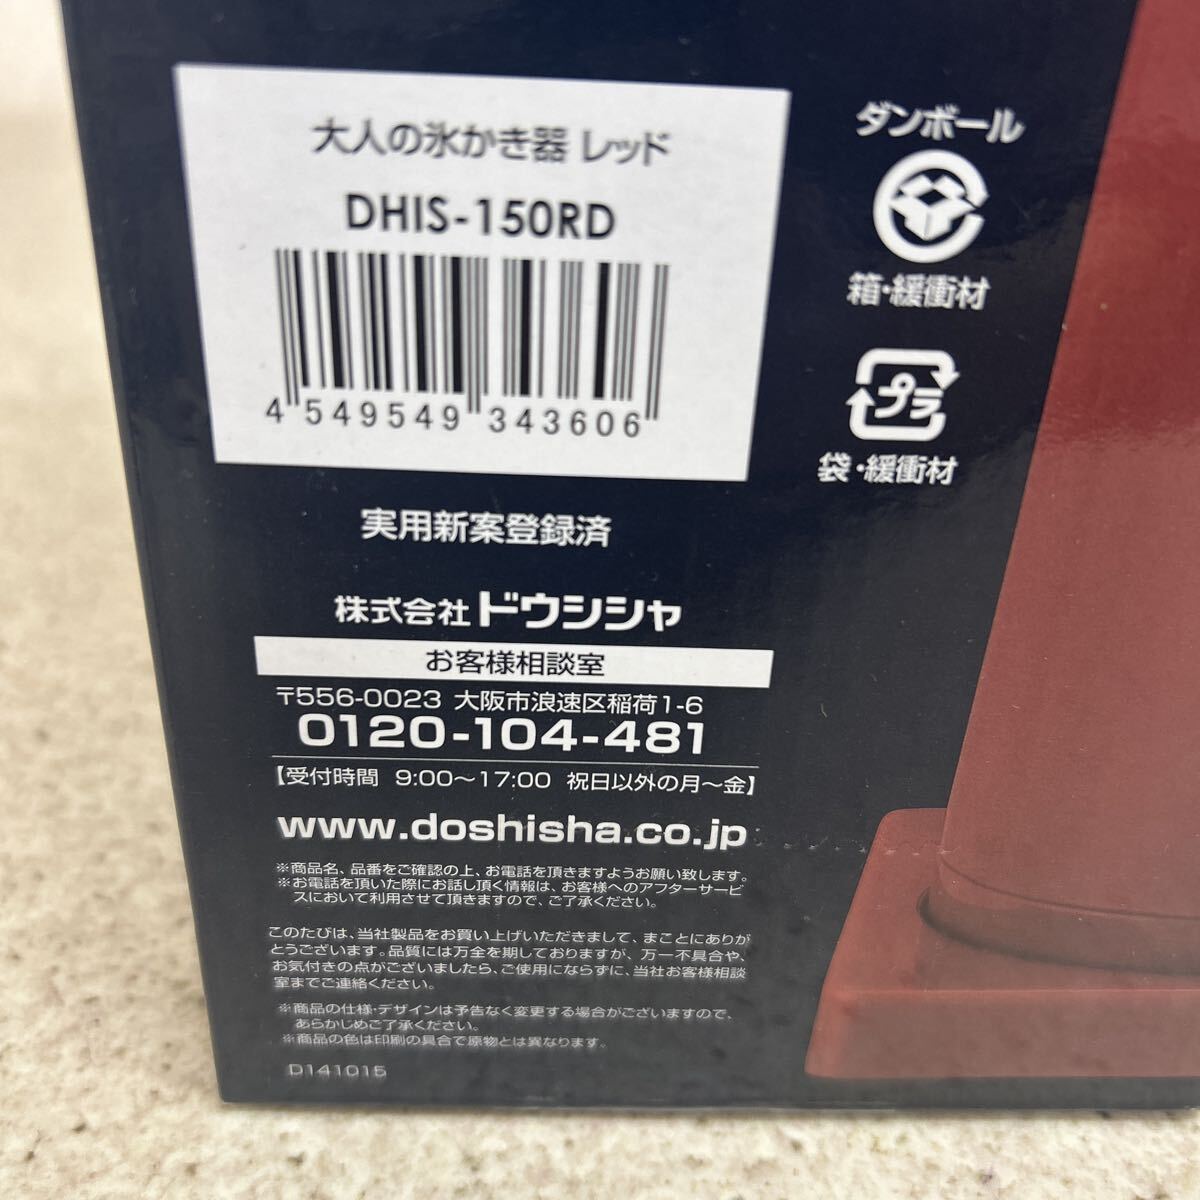 大人の氷かき器 レッド
DHIS-150RD
4 549549 343606
ダンボール
箱・緩衝材
プラ
袋・緩衝材
実用新案登録済
株式会社ドウシシャ
お客様相談室
〒556-0023 大阪市浪速区稲荷1-6
0120-104-481
【受付時間 9:00～17:00 祝日以外の月～金】
www.doshisha.co.jp
※商品名、品番をご確認の上、お電話を頂きますようお願い致します。
※お電話を頂いた際にお話し頂く情報は、お客様へのアフターサービ
スにおいて利用させて頂きますので、ご了承ください。
このたびは、当社製品をお買い上げいただきまして、まことにありが
とうございます。品質には万全を期しておりますが、万一不具合や、
お気付きの点がございましたら、ご使用にならずに、当社お客様相談
室までご連絡ください。
※商品の仕様・デザインは予告なく変更する場合がございますので、
あらかじめご了承ください。
※商品の色は印刷の具合で原物とは異なります。
D141015